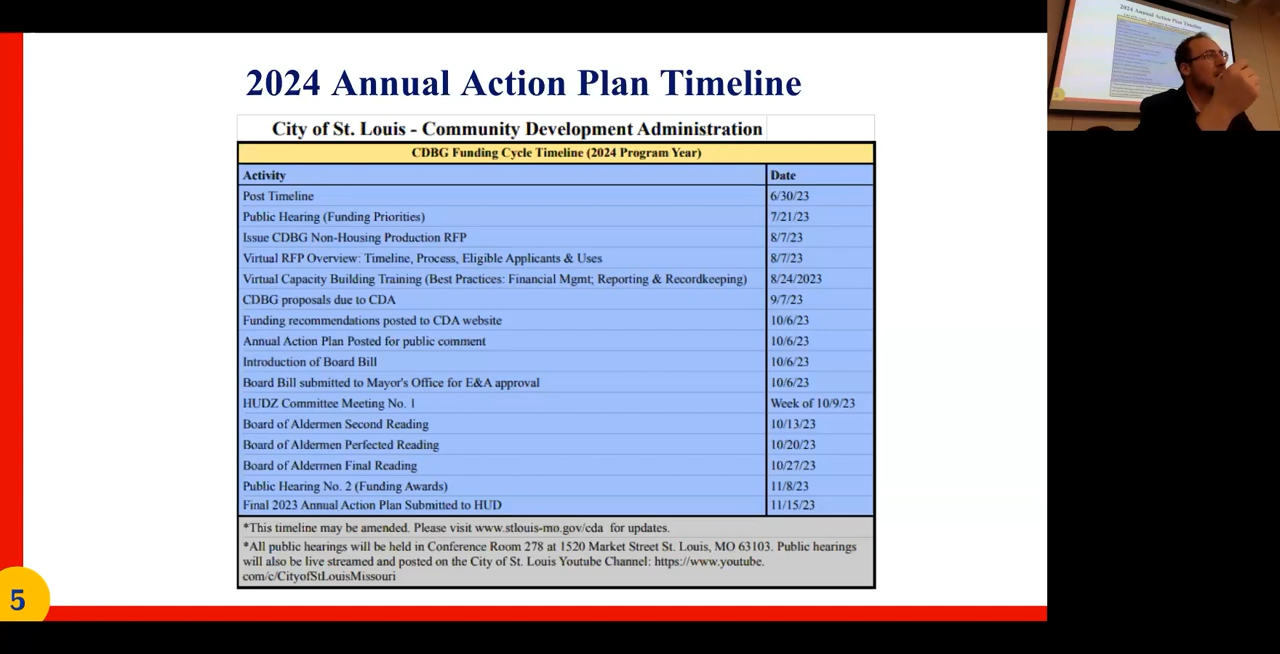 2024 Annual Action Plan Timeline
City of St. Louis - Community Development Administration
CDBG Funding Cycle Timeline (2024 Program Year)
Activity Date
Post Timeline 6/30/23
Public Hearing (Funding Priorities) 7/21/23
Issue CDBG Non-Housing Production RFP 8/7/23
Virtual RFP Overview: Timeline, Process, Eligible Applicants & Uses 8/7/23
Virtual Capacity Building Training (Best Practices: Financial Mgmt; Reporting & Recordkeeping) 8/24/2023
CDBG proposals due to CDA 9/7/23
Funding recommendations posted to CDA website 10/6/23
Annual Action Plan Posted for public comment 10/6/23
Introduction of Board Bill 10/6/23
Board Bill submitted to Mayor's Office for E&A approval 10/6/23
HUDZ Committee Meeting No. 1 Week of 10/9/23
Board of Aldermen Second Reading 10/13/23
Board of Aldermen Perfected Reading 10/20/23
Board of Aldermen Final Reading 10/27/23
Public Hearing No. 2 (Funding Awards) 11/8/23
Final 2023 Annual Action Plan Submitted to HUD 11/15/23
*This timeline may be amended. Please visit www.stlouis-mo.gov/cda for updates.
*All public hearings will be held in Conference Room 278 at 1520 Market Street St. Louis, MO 63103. Public hearings
will also be live streamed and posted on the City of St. Louis Youtube Channel: https://www.youtube.
com/c/CityofStLouisMissouri
5
2024 Annual Action Plan Timeline